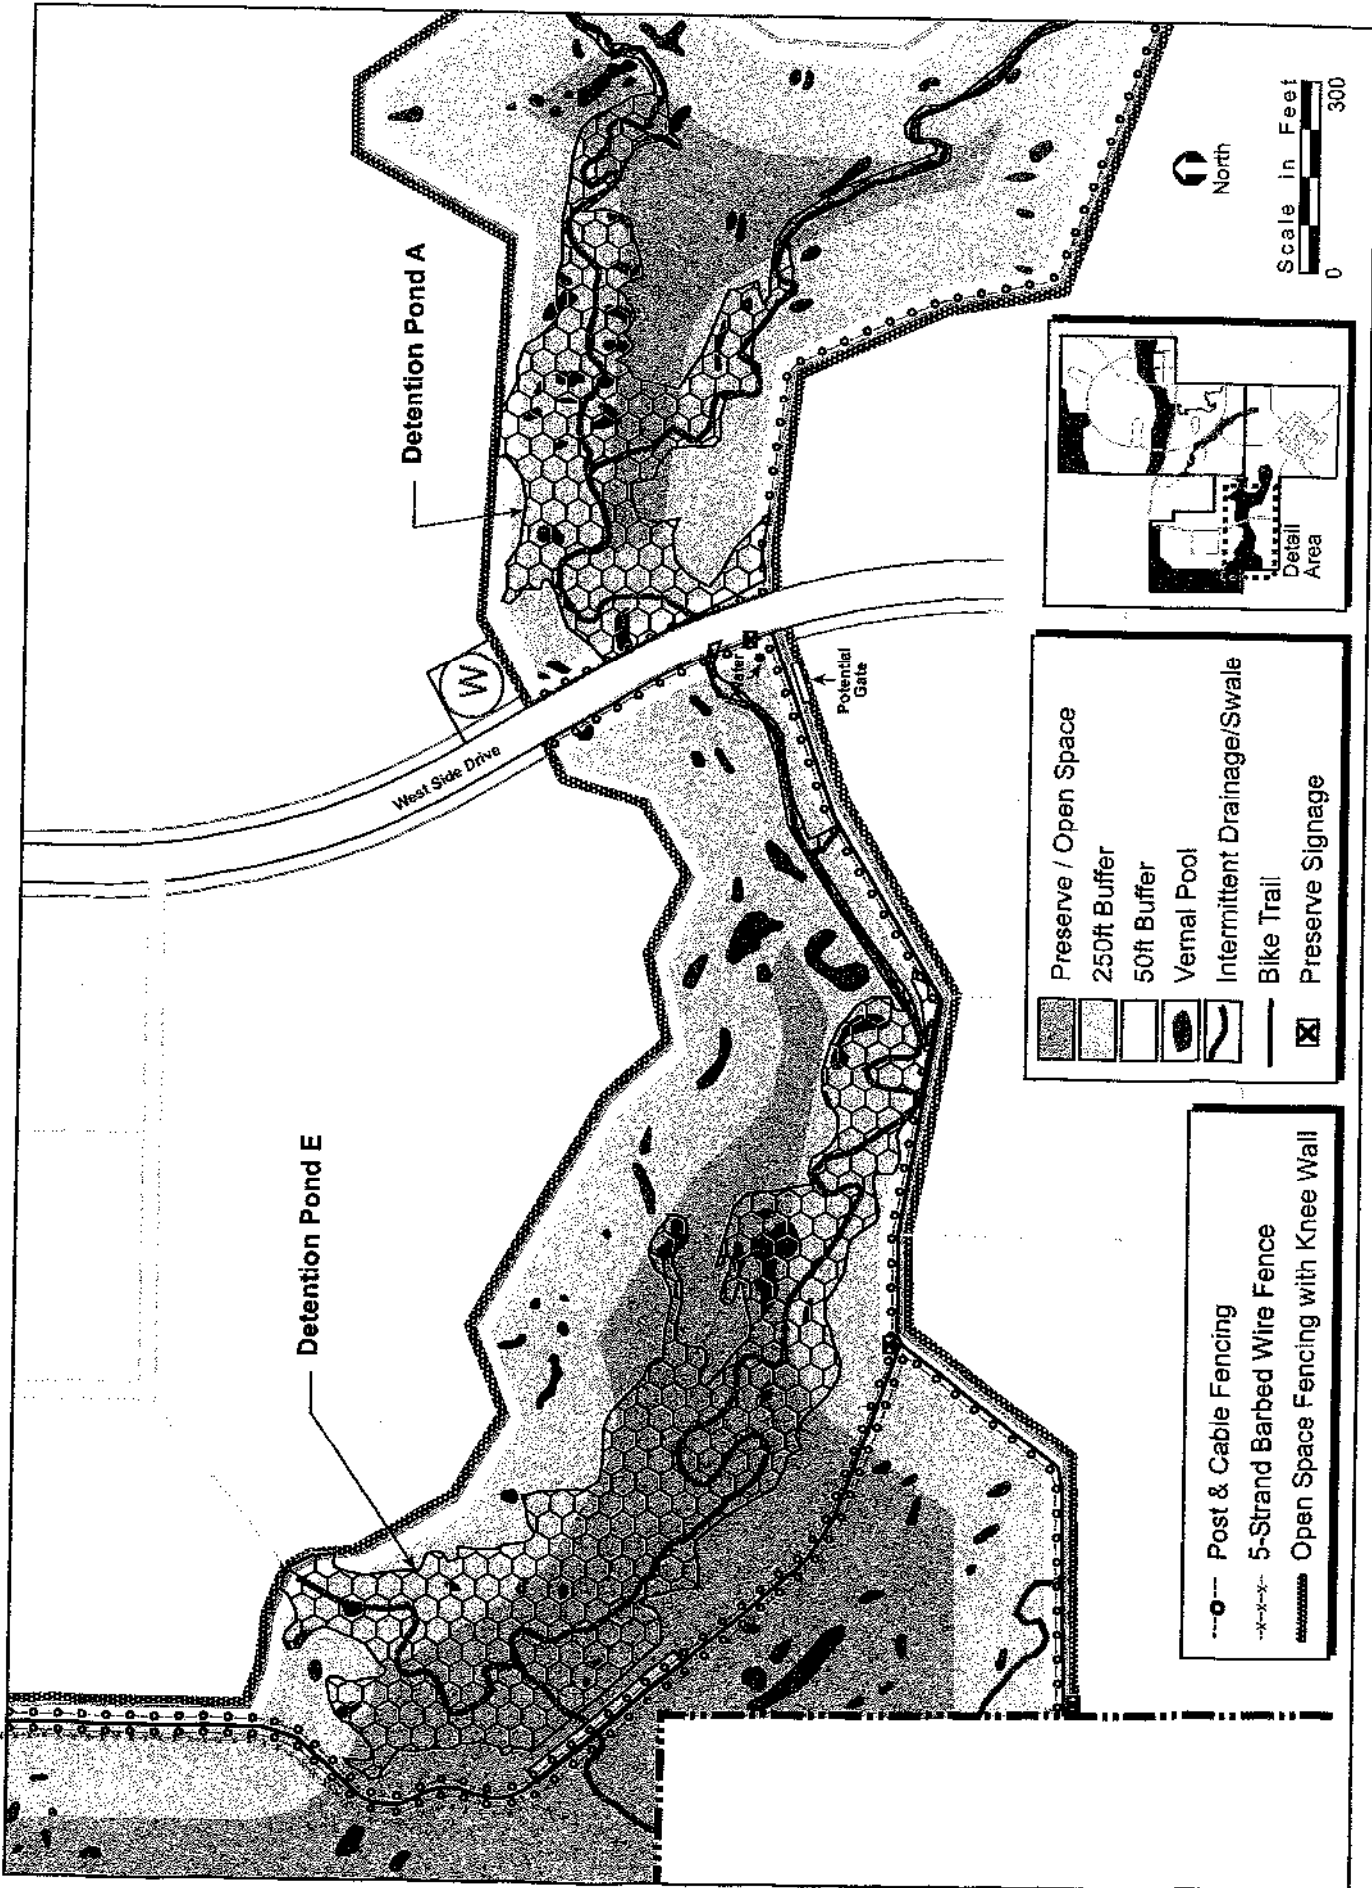 Detention Pond E
Detention Pond A
West Side Drive
W
Potential
Gate
Post & Cable Fencing
5-Strand Barbed Wire Fence
Open Space Fencing with Knee Wall
Preserve / Open Space
250ft Buffer
50ft Buffer
Vernal Pool
Intermittent Drainage/Swale
Bike Trail
Preserve Signage
Detail
Area
North
Scale in Feet
0
300